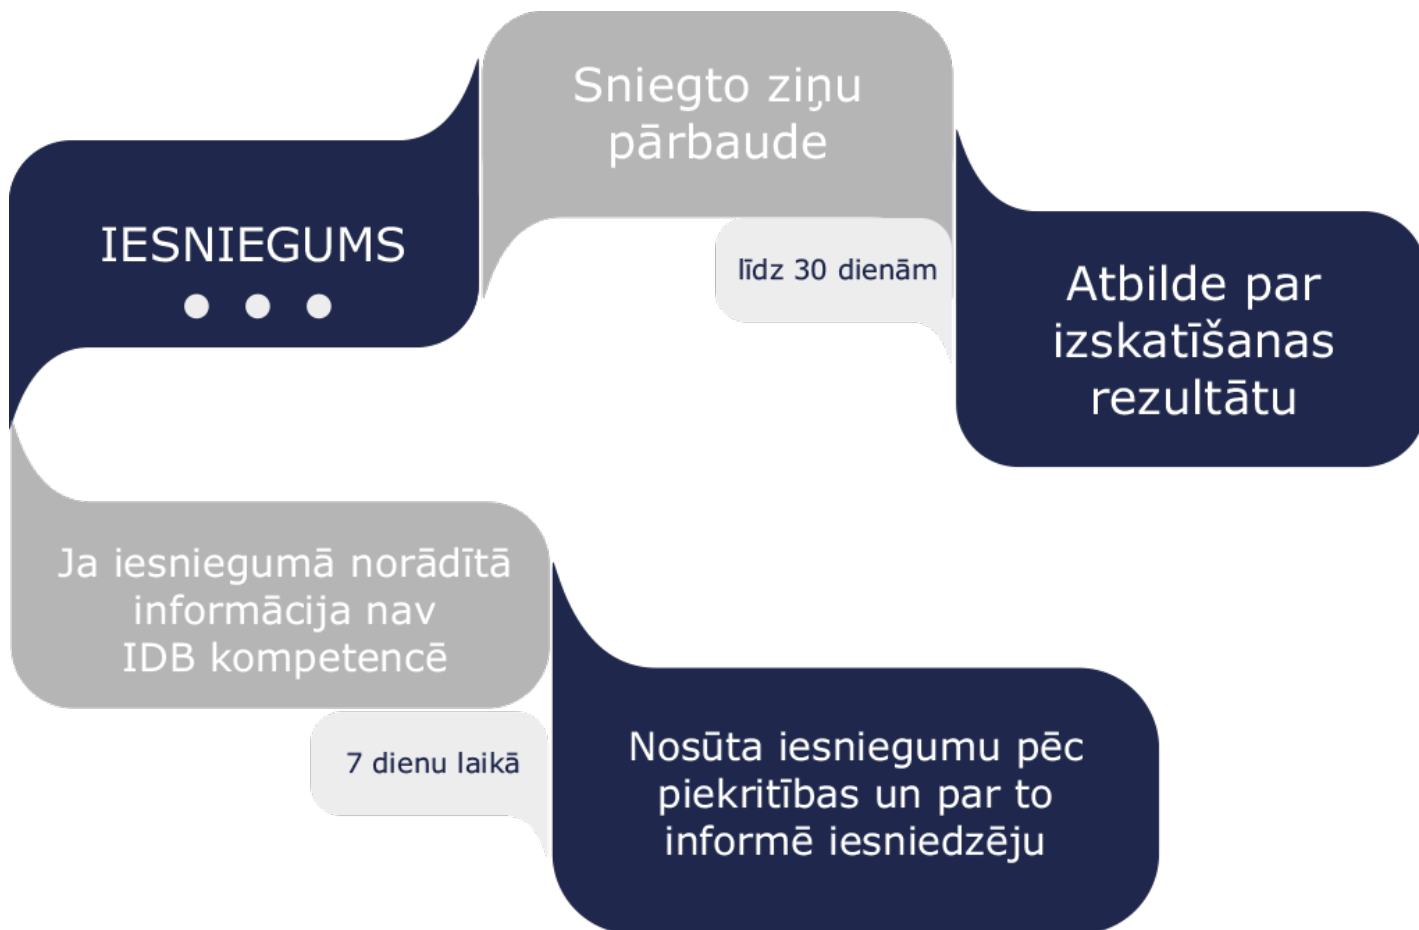 IESNIEGUMS
Sniegto ziņu
pārbaude
līdz 30 dienām
Atbilde par
izskatīšanas
rezultātu
Ja iesniegumā norādītā
informācija nav
IDB kompetencē
7 dienu laikā
Nosūta iesniegumu pēc
piekritības un par to
informē iesniedzēju